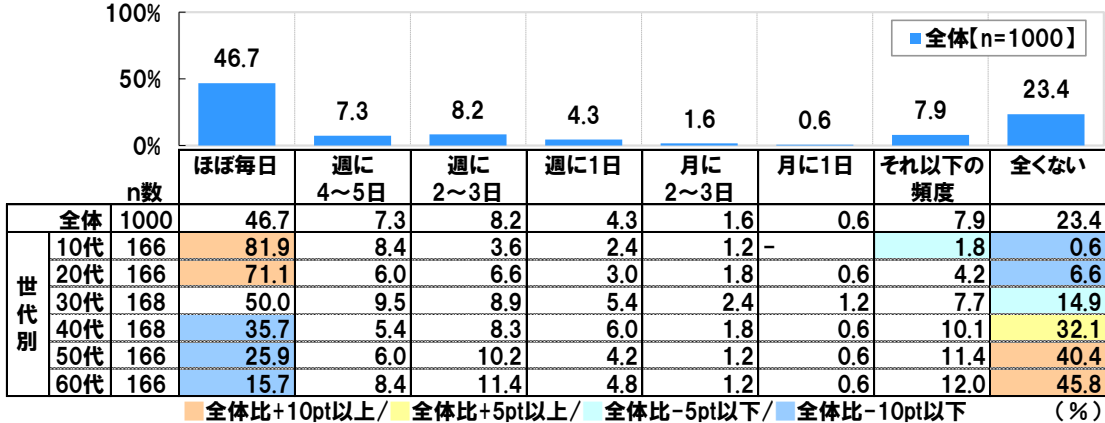 100%
50%
0%
■全体【n=1000】
46.7 7.3 8.2 4.3 1.6 0.6 7.9 23.4
n数 ほぼ毎日 週に4～5日 週に2～3日 週に1日 月に2～3日 月に1日 それ以下の頻度 全くない
全体 1000 46.7 7.3 8.2 4.3 1.6 0.6 7.9 23.4
世代別
10代 166 81.9 8.4 3.6 2.4 1.2 - 1.8 0.6
20代 166 71.1 6.0 6.6 3.0 1.8 0.6 4.2 6.6
30代 168 50.0 9.5 8.9 5.4 2.4 1.2 7.7 14.9
40代 168 35.7 5.4 8.3 6.0 1.8 0.6 10.1 32.1
50代 166 25.9 6.0 10.2 4.2 1.2 0.6 11.4 40.4
60代 166 15.7 8.4 11.4 4.8 1.2 0.6 12.0 45.8
■全体比+10pt以上/■全体比+5pt以上/■全体比-5pt以下/■全体比-10pt以下 (%)